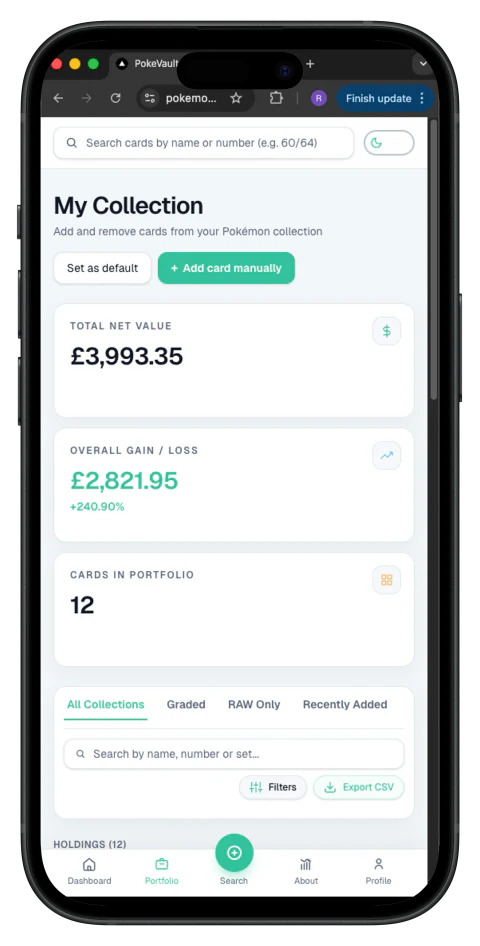 PokeVault
pokemo...
R
Finish update
Search cards by name or number (e.g. 60/64)
My Collection
Add and remove cards from your Pokémon collection
Set as default
+ Add card manually
TOTAL NET VALUE
$
£3,993.35
OVERALL GAIN / LOSS
£2,821.95
+240.90%
CARDS IN PORTFOLIO
12
All Collections Graded RAW Only Recently Added
Search by name, number or set...
Filters Export CSV
HOLDINGS (12)
Dashboard Portfolio Search About Profile